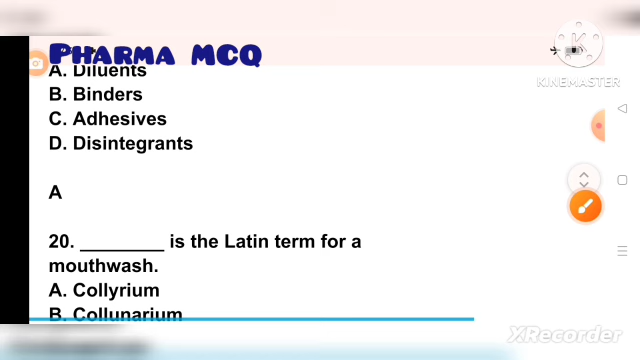 PHARMA MCQ
KINEMASTER
A. Diluents
B. Binders
C. Adhesives
D. Disintegrants
A
20. ________ is the Latin term for a
mouthwash.
A. Collyrium
B. Collunarium
XRecorder